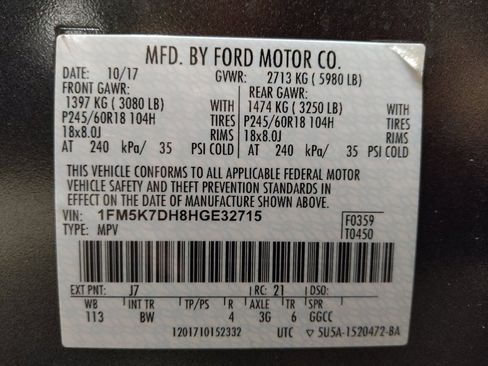 MFD. BY FORD MOTOR CO.
DATE: 10/17 GVWR: 2713 KG ( 5980 LB)
FRONT GAWR: REAR GAWR:
1397 KG ( 3080 LB) WITH 1474 KG ( 3250 LB) WITH
P245/60R18 104H TIRES P245/60R18 104H TIRES
18x8.0J RIMS 18x8.0J RIMS
AT 240 kPa/ 35 PSI COLD AT 240 kPa/ 35 PSI COLD
THIS VEHICLE CONFORMS TO ALL APPLICABLE FEDERAL MOTOR
VEHICLE SAFETY AND THEFT PREVENTION STANDARDS IN
EFFECT ON THE DATE OF MANUFACTURE SHOWN ABOVE.
VIN: 1FM5K7DH8HGE32715 F0359
TYPE: MPV T0450
EXT PNT: J7 RC: 21 DSO:
WB INT TR TP/PS R AXLE TR SPR
113 BW 4 3G 6 GGCC
1201710152332 UTC ▽ 5U5A-1520472-BA